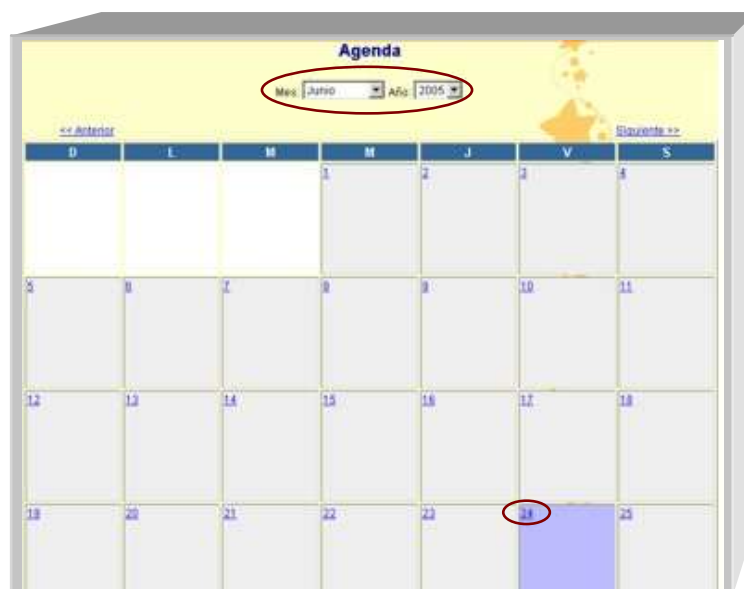 Agenda
Mes: Junio Año: 2005
<< Anterior Siguiente >>
D L M M J V S
1 2 3 4
5 6 7 8 9 10 11
12 13 14 15 16 17 18
19 20 21 22 23 24 25